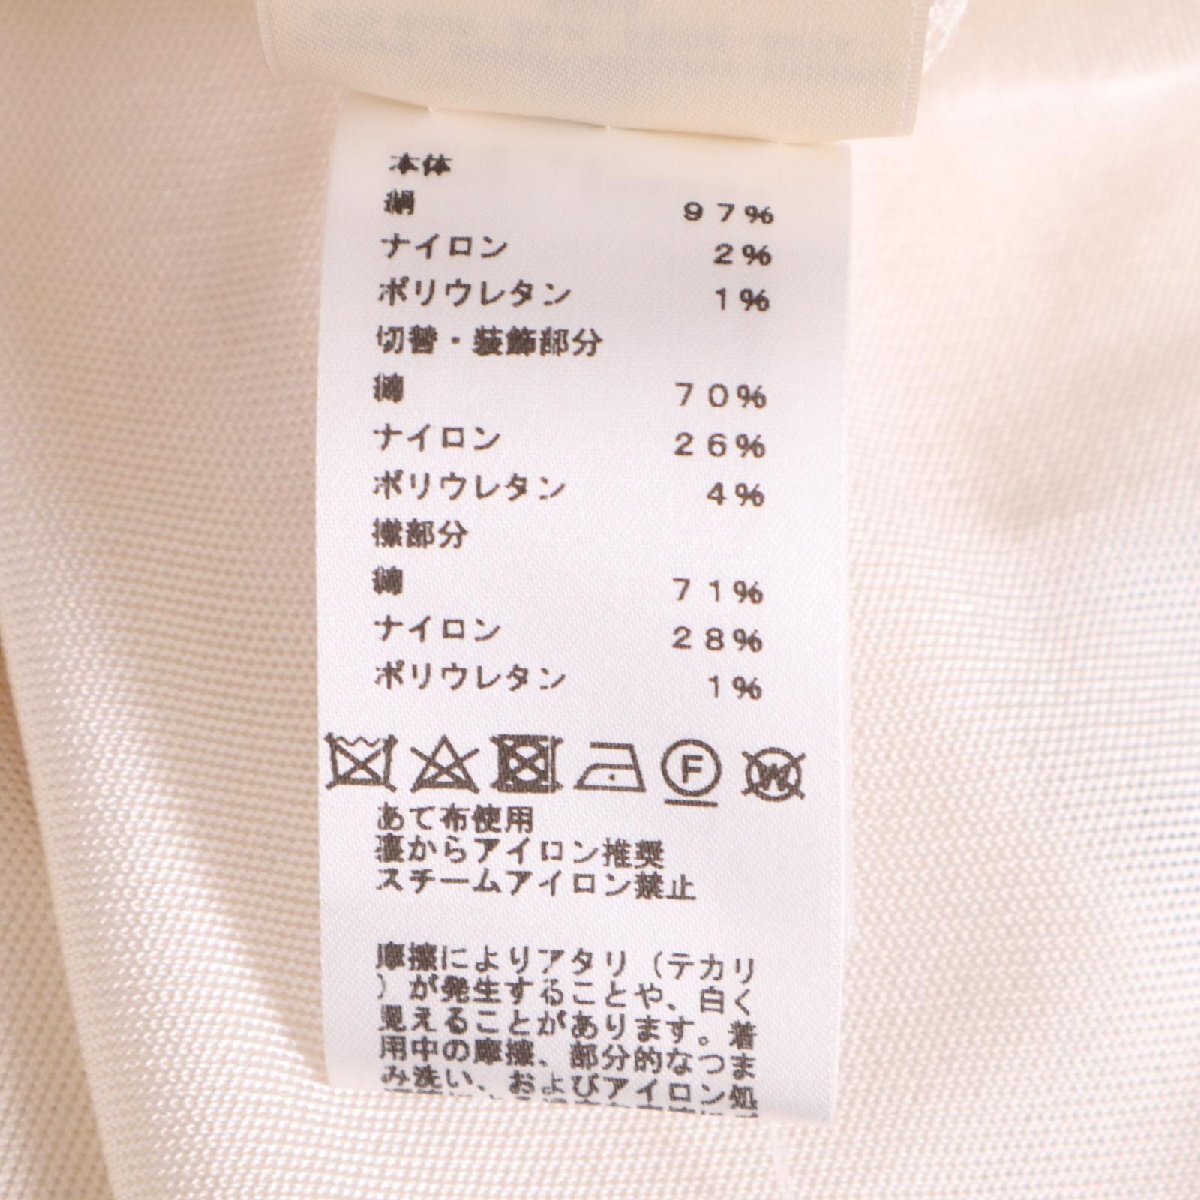 本体
綿 97%
ナイロン 2%
ポリウレタン 1%
切替・装飾部分
綿 70%
ナイロン 26%
ポリウレタン 4%
襟部分
綿 71%
ナイロン 28%
ポリウレタン 1%
F W
あて布使用
裏からアイロン推奨
スチームアイロン禁止
摩擦によりアタリ（テカリ
）が発生することや、白く
見えることがあります。着
用中の摩擦、部分的なつま
み洗い、およびアイロン処